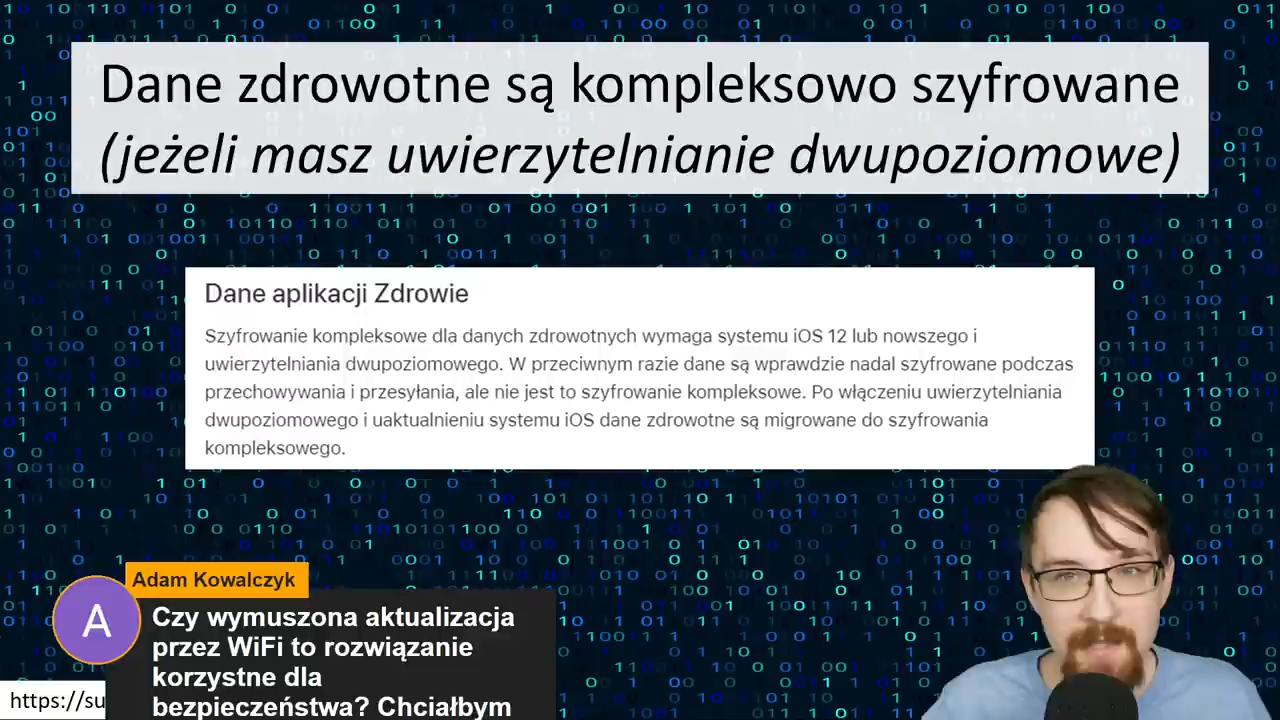 Dane zdrowotne są kompleksowo szyfrowane
(jeżeli masz uwierzytelnianie dwupoziomowe)
Dane aplikacji Zdrowie
Szyfrowanie kompleksowe dla danych zdrowotnych wymaga systemu iOS 12 lub nowszego i
uwierzytelniania dwupoziomowego. W przeciwnym razie dane są wprawdzie nadal szyfrowane podczas
przechowywania i przesyłania, ale nie jest to szyfrowanie kompleksowe. Po włączeniu uwierzytelniania
dwupoziomowego i uaktualnieniu systemu iOS dane zdrowotne są migrowane do szyfrowania
kompleksowego.
Adam Kowalczyk
A
Czy wymuszona aktualizacja
przez WiFi to rozwiązanie
korzystne dla
bezpieczeństwa? Chciałbym
https://su